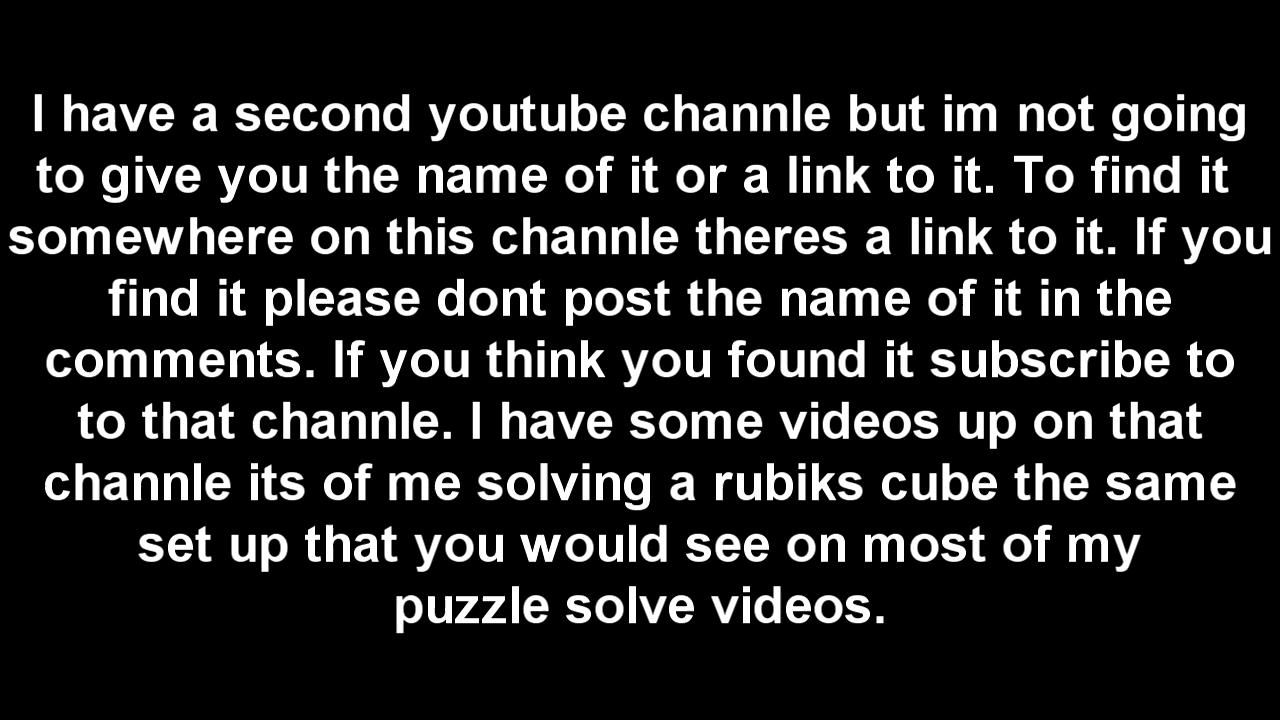 I have a second youtube channle but im not going
to give you the name of it or a link to it. To find it
somewhere on this channle theres a link to it. If you
find it please dont post the name of it in the
comments. If you think you found it subscribe to
to that channle. I have some videos up on that
channle its of me solving a rubiks cube the same
set up that you would see on most of my
puzzle solve videos.